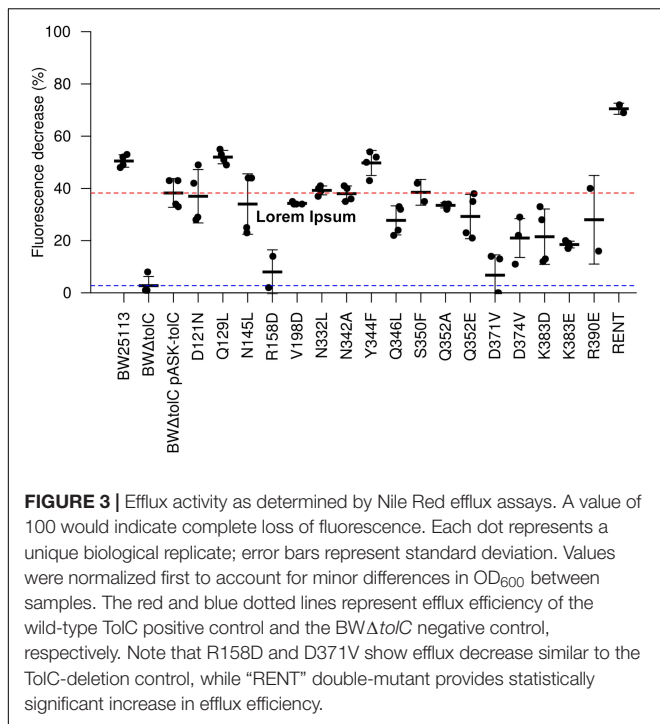 100
80
60
40
20
0
Fluorescence decrease (%)
Lorem Ipsum
BW25113
BWΔtolC
BWΔtolC pASK-tolC
D121N
Q129L
N145L
R158D
V198D
N332L
N342A
Y344F
Q346L
S350F
Q352A
Q352E
D371V
D374V
K383D
K383E
R390E
RENT
FIGURE 3 | Efflux activity as determined by Nile Red efflux assays. A value of
100 would indicate complete loss of fluorescence. Each dot represents a
unique biological replicate; error bars represent standard deviation. Values
were normalized first to account for minor differences in OD600 between
samples. The red and blue dotted lines represent efflux efficiency of the
wild-type TolC positive control and the BWΔtolC negative control,
respectively. Note that R158D and D371V show efflux decrease similar to the
TolC-deletion control, while “RENT” double-mutant provides statistically
significant increase in efflux efficiency.